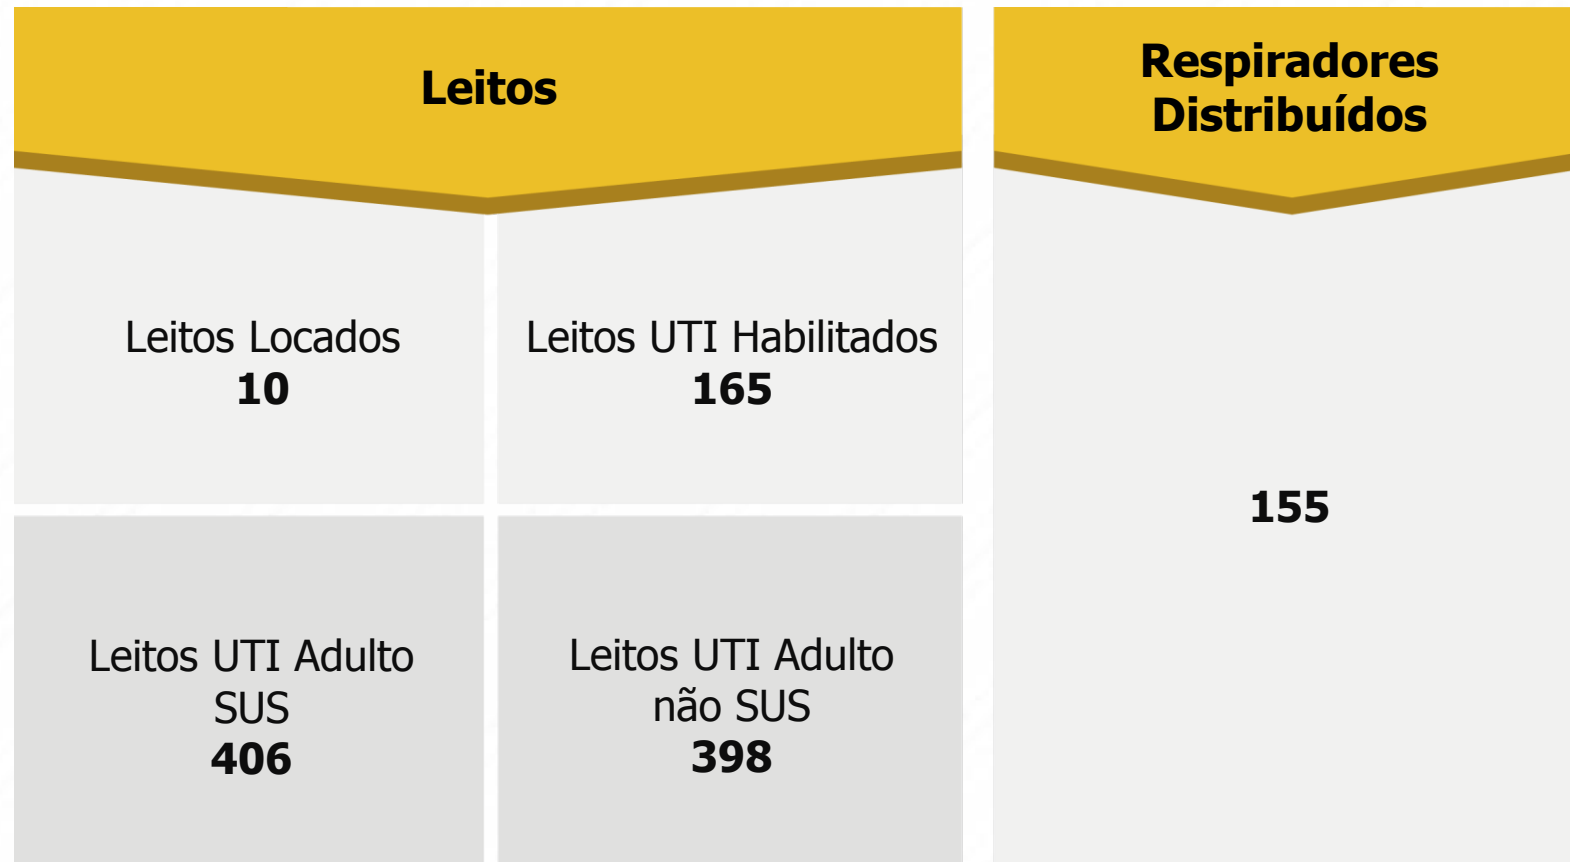 Leitos
Leitos Locados
10
Leitos UTI Habilitados
165
Leitos UTI Adulto
SUS
406
Leitos UTI Adulto
não SUS
398
Respiradores
Distribuídos
155